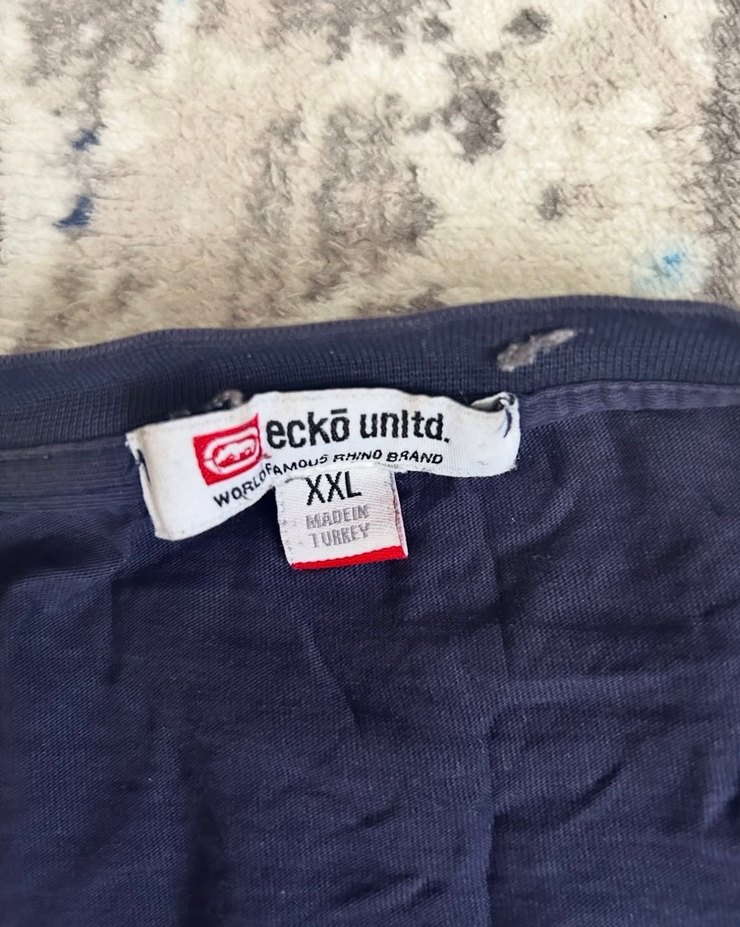 eckō unltd.
WORLD FAMOUS RHINO BRAND
XXL
MADE IN
TURKEY